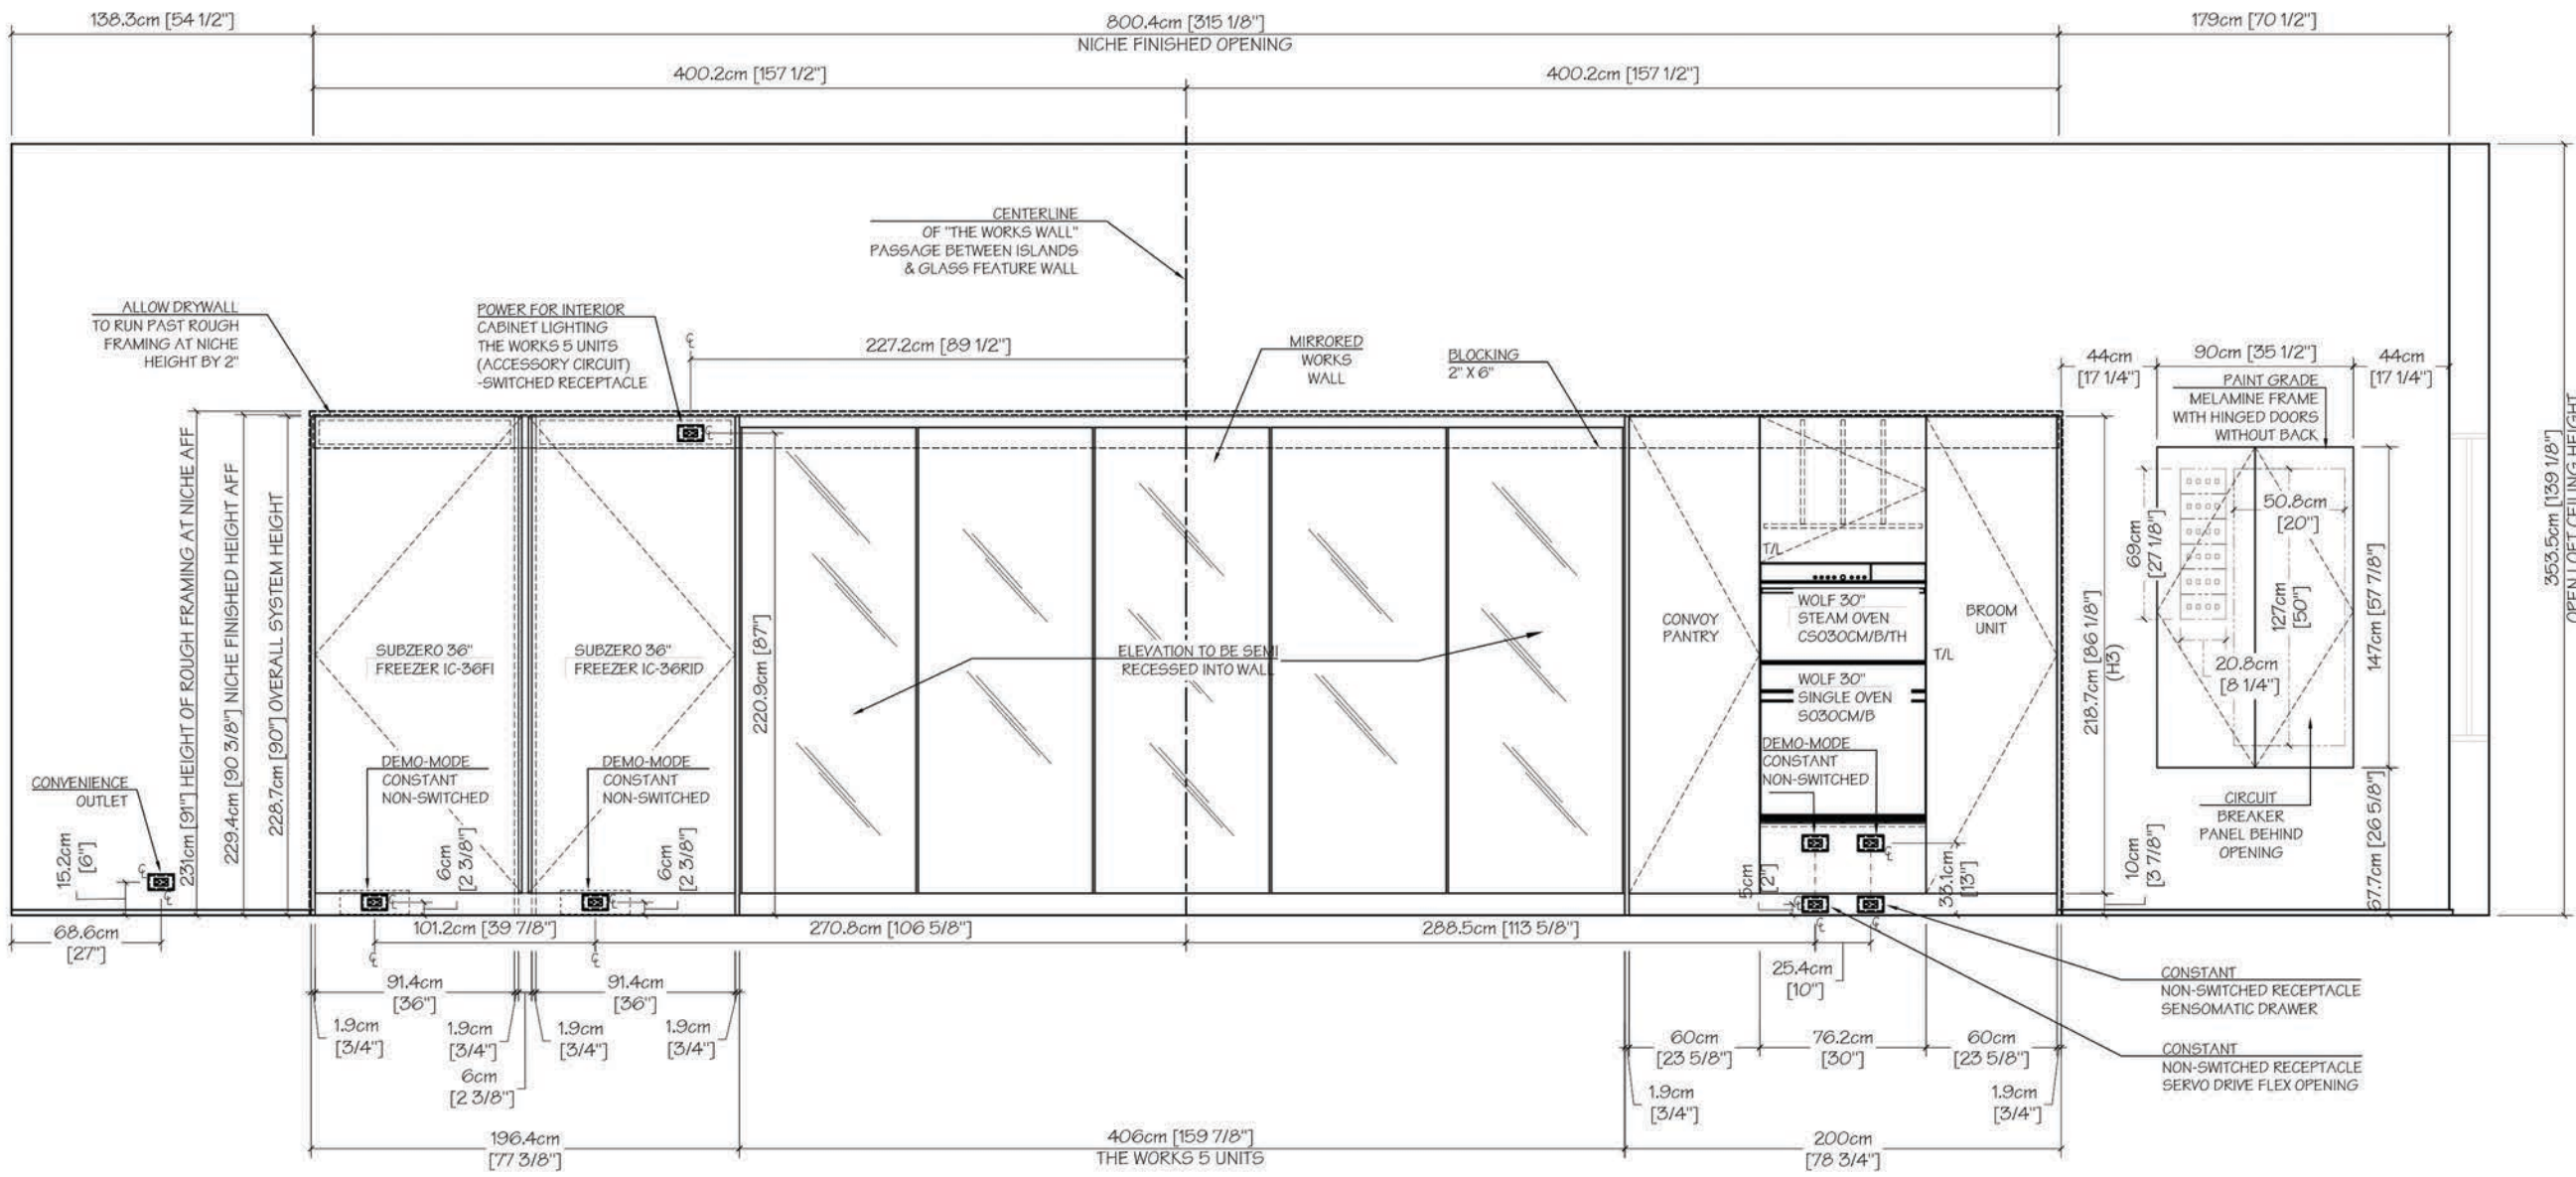 138.3cm [54 1/2"]
800.4cm [315 1/8"]
NICHE FINISHED OPENING
179cm [70 1/2"]
400.2cm [157 1/2"]
400.2cm [157 1/2"]
CENTERLINE
OF "THE WORKS WALL"
PASSAGE BETWEEN ISLANDS
& GLASS FEATURE WALL
ALLOW DRYWALL
TO RUN PAST ROUGH
FRAMING AT NICHE
HEIGHT BY 2"
POWER FOR INTERIOR
CABINET LIGHTING
THE WORKS 5 UNITS
(ACCESSORY CIRCUIT)
-SWITCHED RECEPTACLE
227.2cm [89 1/2"]
MIRRORED
WORKS
WALL
BLOCKING
2" X 6"
44cm
[17 1/4"]
90cm [35 1/2"]
44cm
[17 1/4"]
PAINT GRADE
MELAMINE FRAME
WITH HINGED DOORS
WITHOUT BACK
353.5cm [139 1/8"]
OPEN LOFT CEILING HEIGHT
231cm [91"] HEIGHT OF ROUGH FRAMING AT NICHE AFF
229.4cm [90 3/8"] NICHE FINISHED HEIGHT AFF
228.7cm [90"] OVERALL SYSTEM HEIGHT
SUBZERO 36"
FREEZER IC-36FI
SUBZERO 36"
FREEZER IC-36RID
220.9cm [87"]
ELEVATION TO BE SEMI
RECESSED INTO WALL
CONVOY
PANTRY
T/L
WOLF 30"
STEAM OVEN
CSO30CM/B/TH
WOLF 30"
SINGLE OVEN
SO30CM/B
BROOM
UNIT
T/L
218.7cm [86 1/8"]
(H3)
69cm
[27 1/8"]
50.8cm
[20"]
127cm
[50"]
20.8cm
[8 1/4"]
147cm [57 7/8"]
67.7cm [26 5/8"]
CIRCUIT
BREAKER
PANEL BEHIND
OPENING
10cm
[3 7/8"]
CONVENIENCE
OUTLET
15.2cm
[6"]
DEMO-MODE
CONSTANT
NON-SWITCHED
6cm
[2 3/8"]
DEMO-MODE
CONSTANT
NON-SWITCHED
6cm
[2 3/8"]
DEMO-MODE
CONSTANT
NON-SWITCHED
5cm
[2"]
33.1cm
[13"]
68.6cm
[27"]
101.2cm [39 7/8"]
270.8cm [106 5/8"]
288.5cm [113 5/8"]
25.4cm
[10"]
91.4cm
[36"]
91.4cm
[36"]
1.9cm
[3/4"]
1.9cm
[3/4"]
1.9cm
[3/4"]
1.9cm
[3/4"]
6cm
[2 3/8"]
60cm
[23 5/8"]
76.2cm
[30"]
60cm
[23 5/8"]
1.9cm
[3/4"]
1.9cm
[3/4"]
CONSTANT
NON-SWITCHED RECEPTACLE
SENSOMATIC DRAWER
CONSTANT
NON-SWITCHED RECEPTACLE
SERVO DRIVE FLEX OPENING
196.4cm
[77 3/8"]
406cm [159 7/8"]
THE WORKS 5 UNITS
200cm
[78 3/4"]